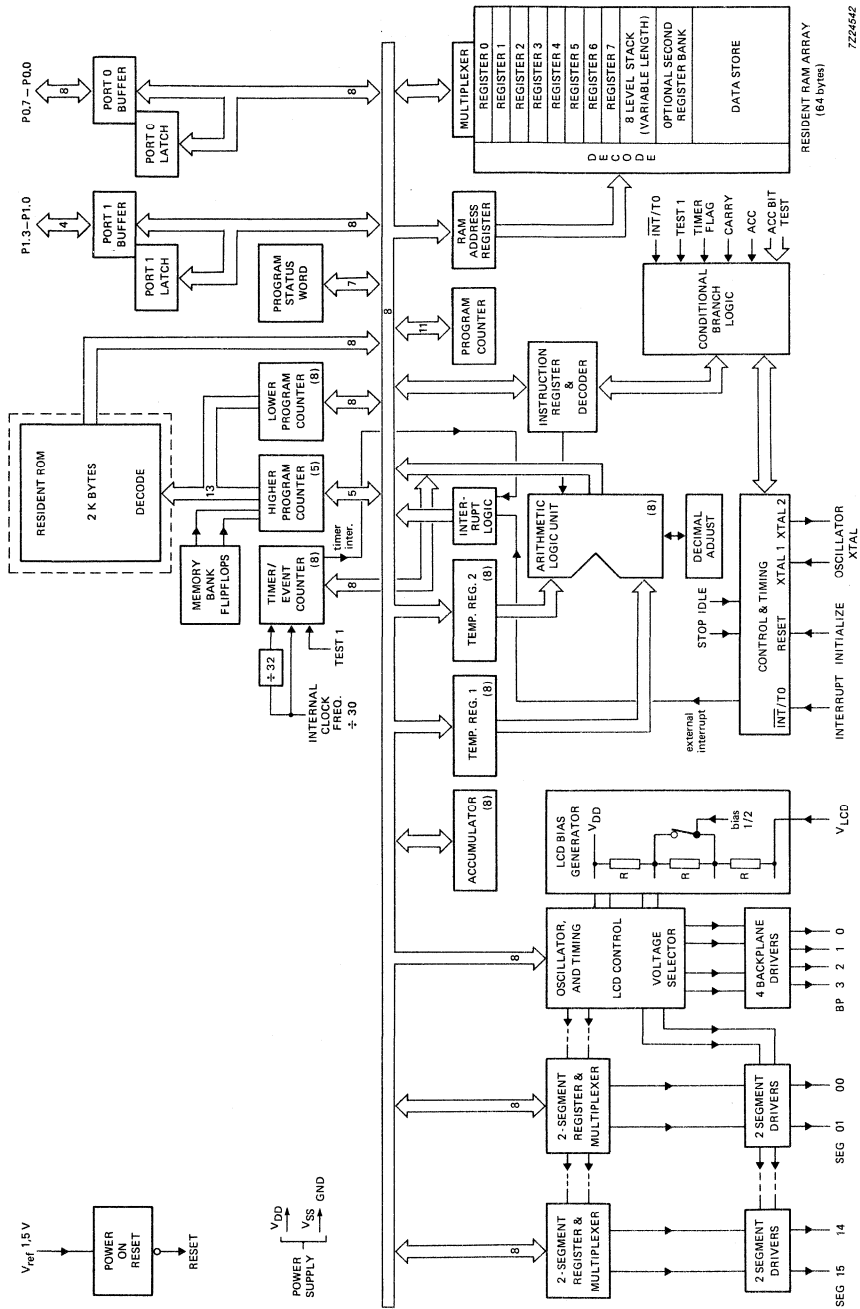 7Z24542
P0.7 – P0.0
8
PORT 0
BUFFER
PORT 0
LATCH
8
P1.3–P1.0
4
PORT 1
BUFFER
PORT 1
LATCH
8
PROGRAM
STATUS
WORD
7
RESIDENT ROM
2 K BYTES
DECODE
8
13
LOWER
PROGRAM
COUNTER
(8)
8
HIGHER
PROGRAM
COUNTER
(5)
5
MEMORY
BANK
FLIPFLOPS
TIMER/
EVENT
COUNTER
(8)
timer
inter.
8
÷ 32
TEST 1
INTERNAL
CLOCK
FREQ.
÷ 30
Vref 1,5 V
POWER
ON
RESET
RESET
POWER
SUPPLY
VDD
VSS
GND
8
MULTIPLEXER
REGISTER 0
REGISTER 1
REGISTER 2
REGISTER 3
REGISTER 4
REGISTER 5
REGISTER 6
REGISTER 7
8 LEVEL STACK
(VARIABLE LENGTH)
OPTIONAL SECOND
REGISTER BANK
DATA STORE
DECODE
RESIDENT RAM ARRAY
(64 bytes)
RAM
ADDRESS
REGISTER
11
PROGRAM
COUNTER
INSTRUCTION
REGISTER
&
DECODER
CONDITIONAL
BRANCH
LOGIC
INT/T0
TEST 1
TIMER
FLAG
CARRY
ACC
ACC BIT
TEST
INTER-
RUPT
LOGIC
ARITHMETIC
LOGIC UNIT
(8)
DECIMAL
ADJUST
TEMP. REG. 2
(8)
TEMP. REG. 1
(8)
ACCUMULATOR
(8)
external
interrupt
STOP IDLE
CONTROL & TIMING
INT/T0
RESET
XTAL 1
XTAL 2
INTERRUPT
INITIALIZE
OSCILLATOR
XTAL
LCD BIAS
GENERATOR
VDD
R
R
R
bias
1/2
VLCD
8
OSCILLATOR,
AND TIMING
LCD CONTROL
VOLTAGE
SELECTOR
4 BACKPLANE
DRIVERS
BP 3 2 1 0
8
2-SEGMENT
REGISTER &
MULTIPLEXER
2 SEGMENT
DRIVERS
SEG 01 00
8
2-SEGMENT
REGISTER &
MULTIPLEXER
2 SEGMENT
DRIVERS
SEG 15 14